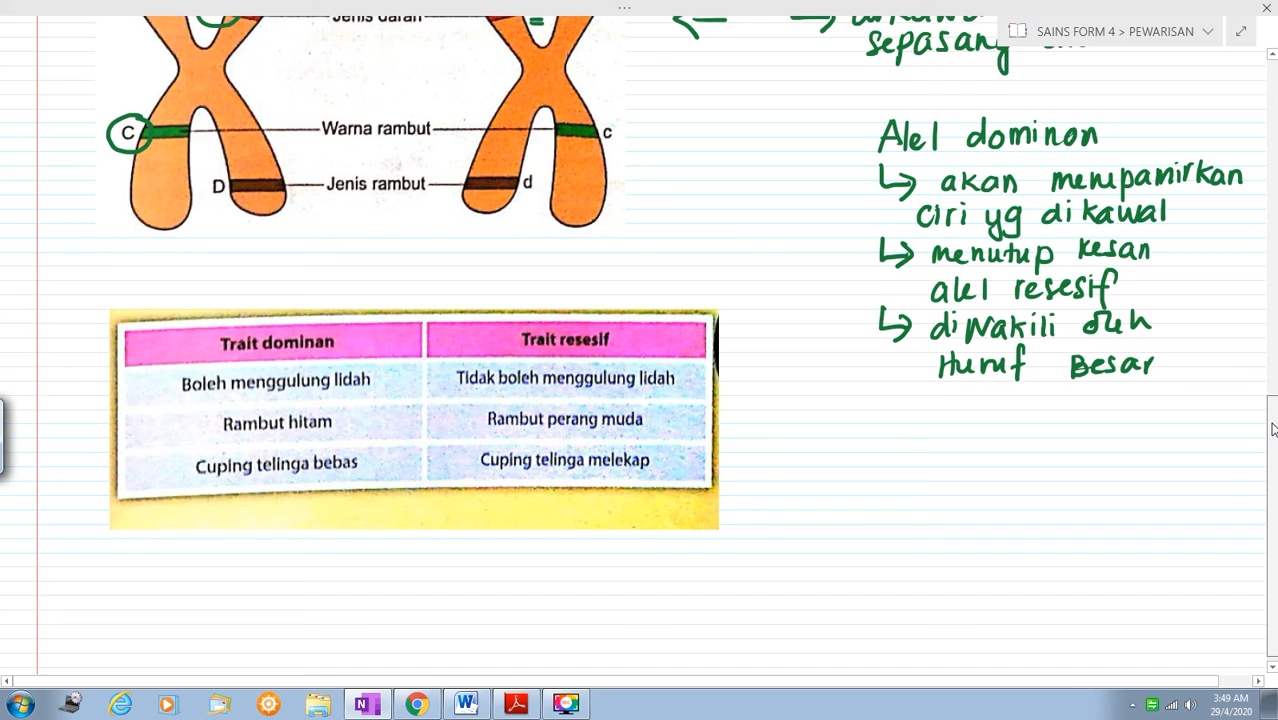 Jenis darah
sepasang
SAINS FORM 4 > PEWARISAN
C
Warna rambut
c
D
Jenis rambut
d
Alel dominan
↳ akan menupamirkan
ciri yg dikawal
↳ menutup kesan
alel resesif
↳ diwakili oleh
Huruf Besar
Trait dominan
Trait resesif
Boleh menggulung lidah
Tidak boleh menggulung lidah
Rambut hitam
Rambut perang muda
Cuping telinga bebas
Cuping telinga melekap
3:49 AM
29/4/2020